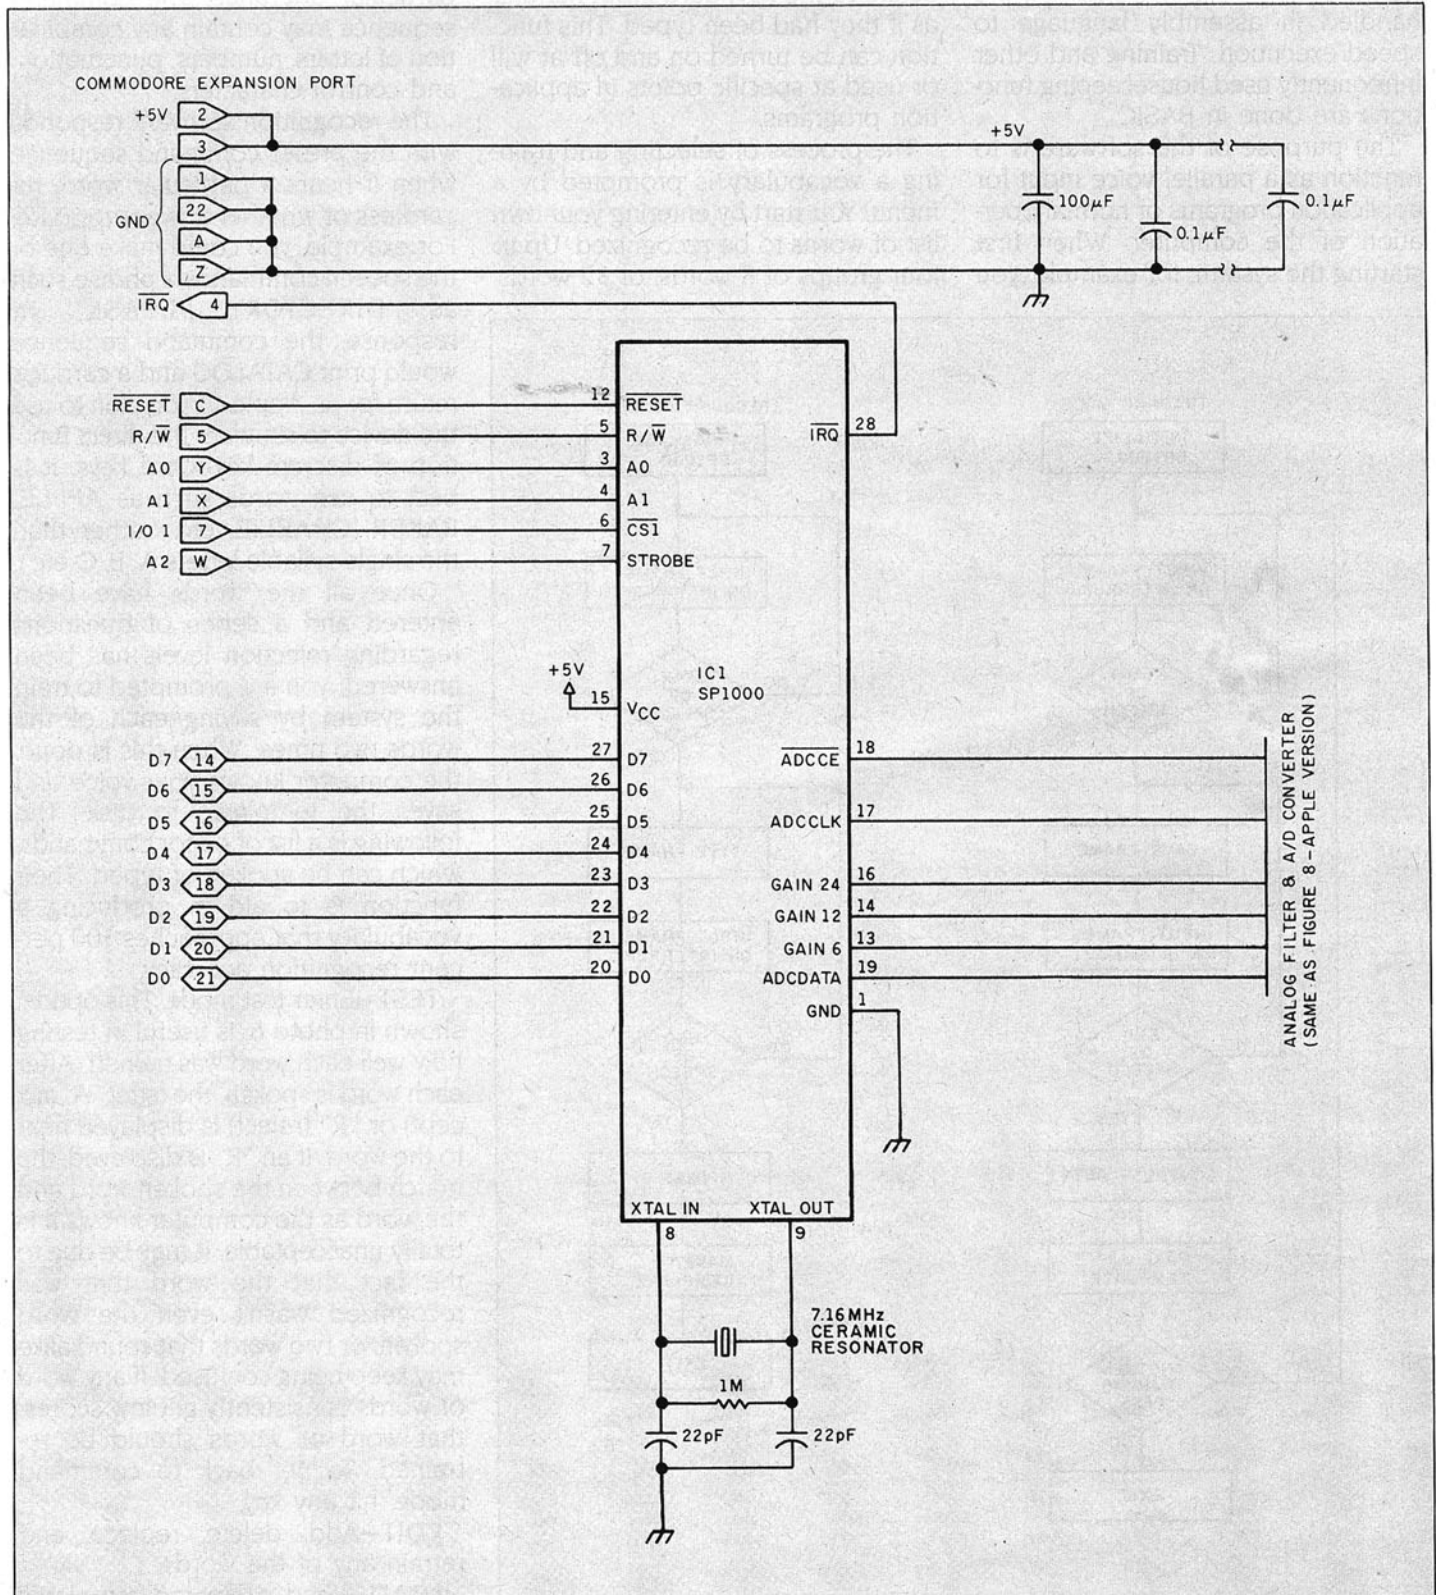 COMMODORE EXPANSION PORT
+5V 2
3
1
22
GND
A
Z
IRQ 4
+5V
100µF
0.1µF
0.1µF
RESET C 12 RESET
R/W 5 5 R/W
A0 Y 3 A0
A1 X 4 A1
I/O 1 7 6 CS1
A2 W 7 STROBE
IRQ 28
IC1
SP1000
+5V
15 VCC
D7 14 27 D7
D6 15 26 D6
D5 16 25 D5
D4 17 24 D4
D3 18 23 D3
D2 19 22 D2
D1 20 21 D1
D0 21 20 D0
ADCCE 18
ADCCLK 17
GAIN 24 16
GAIN 12 14
GAIN 6 13
ADCDATA 19
GND 1
ANALOG FILTER & A/D CONVERTER
(SAME AS FIGURE 8–APPLE VERSION)
XTAL IN XTAL OUT
8 9
7.16MHz
CERAMIC
RESONATOR
1M
22pF 22pF